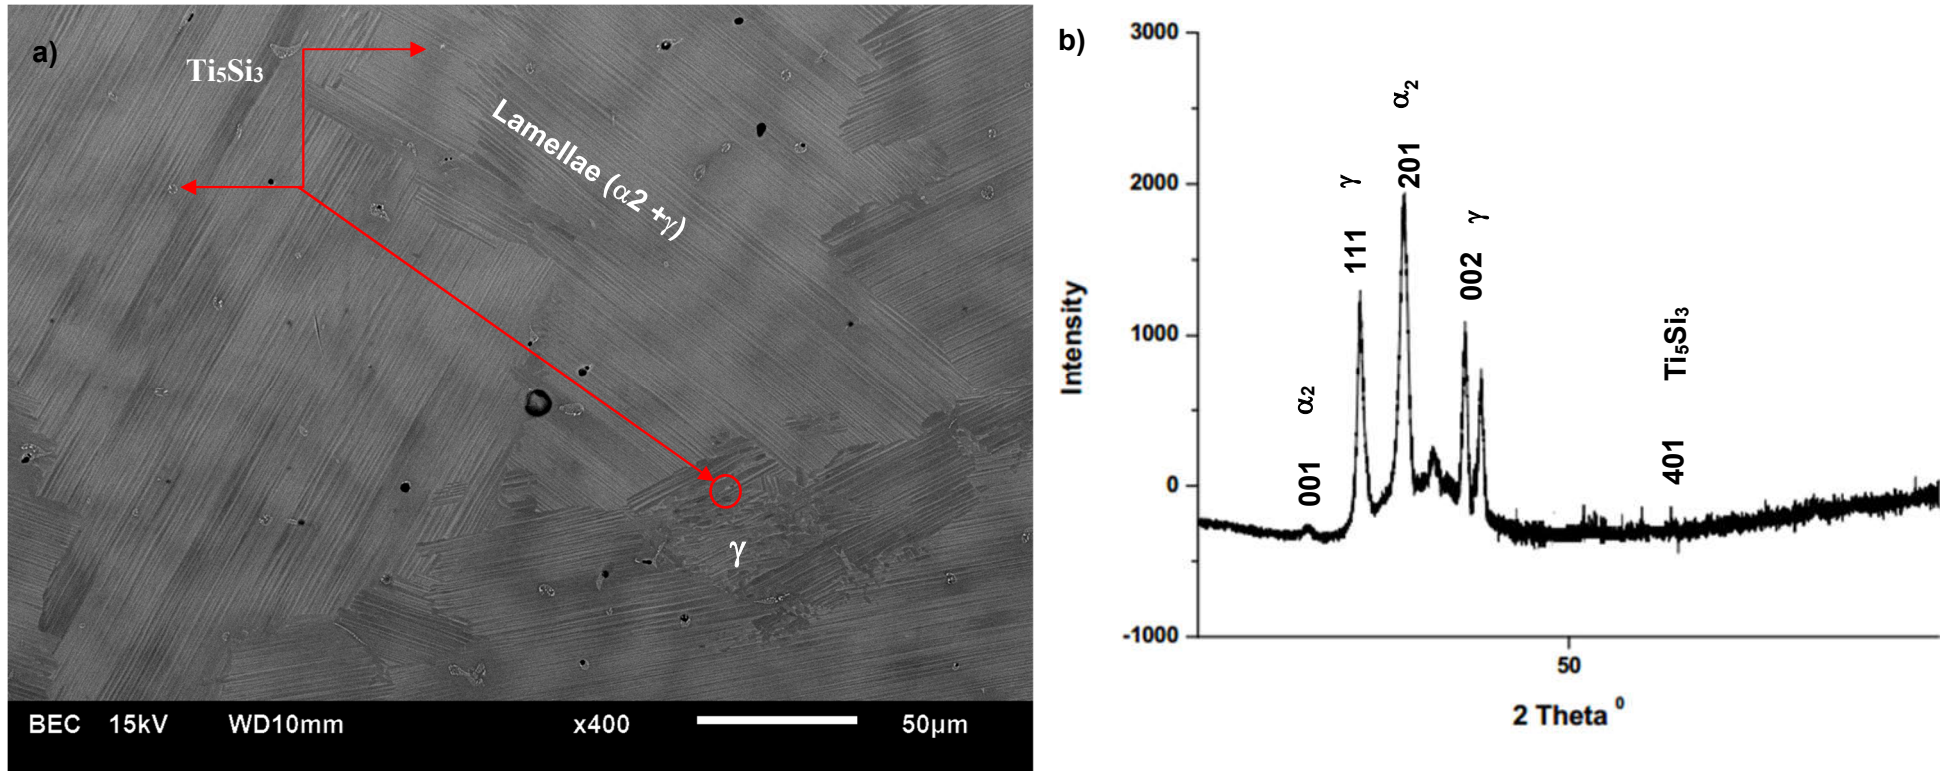 a)
Ti₅Si₃
Lamellae (α2 +γ)
γ
BEC 15kV WD10mm x400 50μm
b)
3000
2000
1000
0
-1000
Intensity
001 α₂
111 γ
201 α₂
002 γ
401 Ti₅Si₃
50
2 Theta ⁰